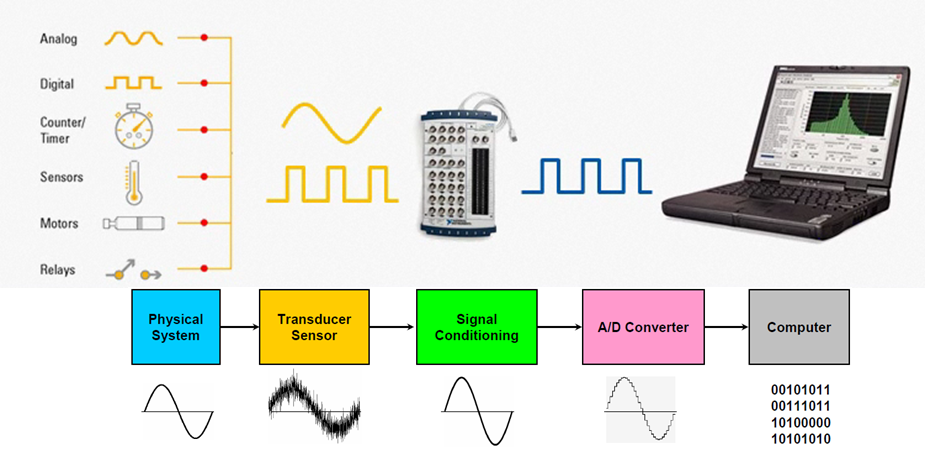 Analog
Digital
Counter/
Timer
Sensors
Motors
Relays
Physical
System
Transducer
Sensor
Signal
Conditioning
A/D Converter
Computer
00101011
00111011
10100000
10101010